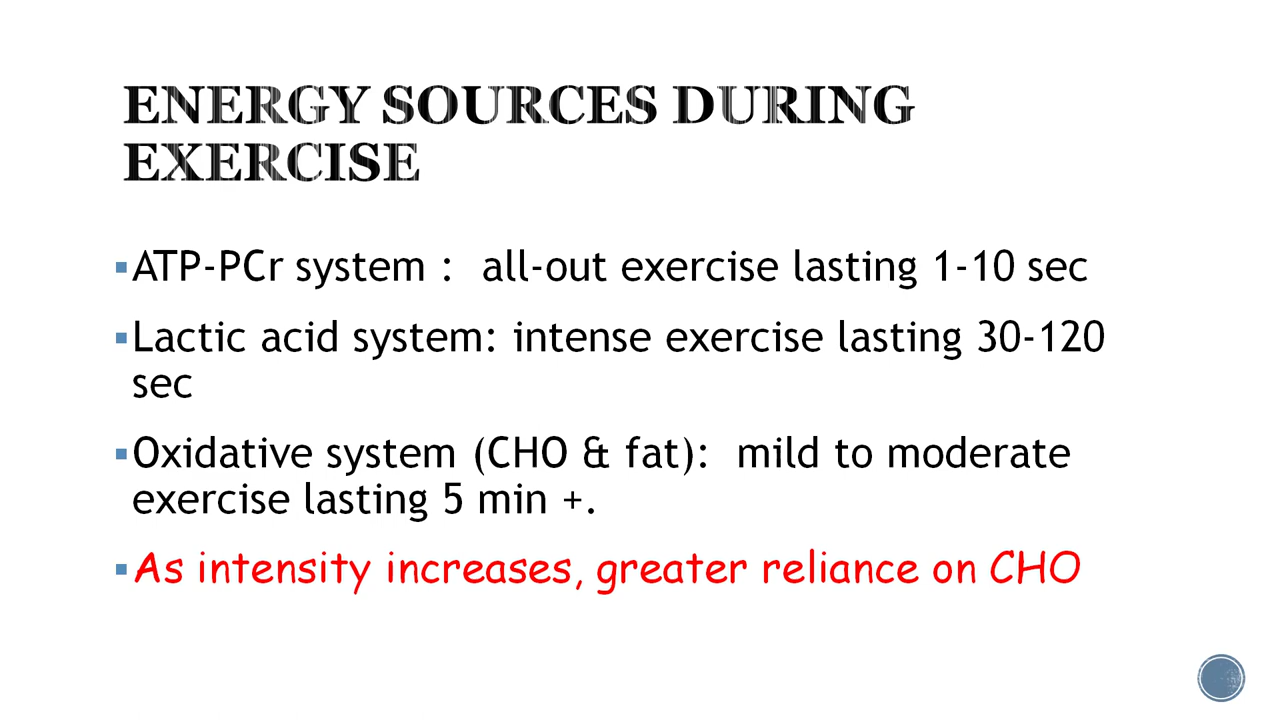 ENERGY SOURCES DURING
EXERCISE
▪ATP-PCr system : all-out exercise lasting 1-10 sec
▪Lactic acid system: intense exercise lasting 30-120
sec
▪Oxidative system (CHO & fat): mild to moderate
exercise lasting 5 min +.
▪As intensity increases, greater reliance on CHO